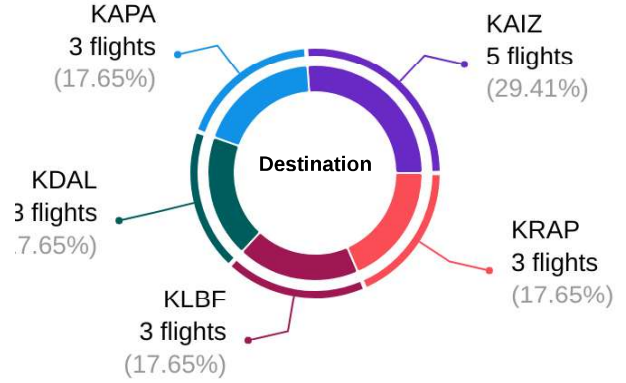 KAPA
3 flights
(17.65%)
KAIZ
5 flights
(29.41%)
Destination
KDAL
3 flights
7.65%)
KRAP
3 flights
(17.65%)
KLBF
3 flights
(17.65%)